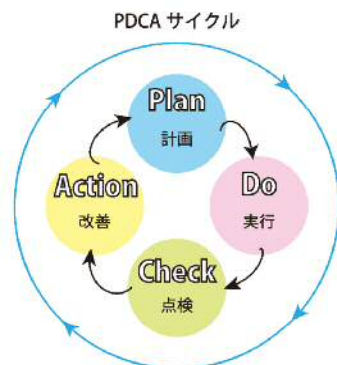 PDCA サイクル
Plan
計画
Do
実行
Check
点検
Action
改善